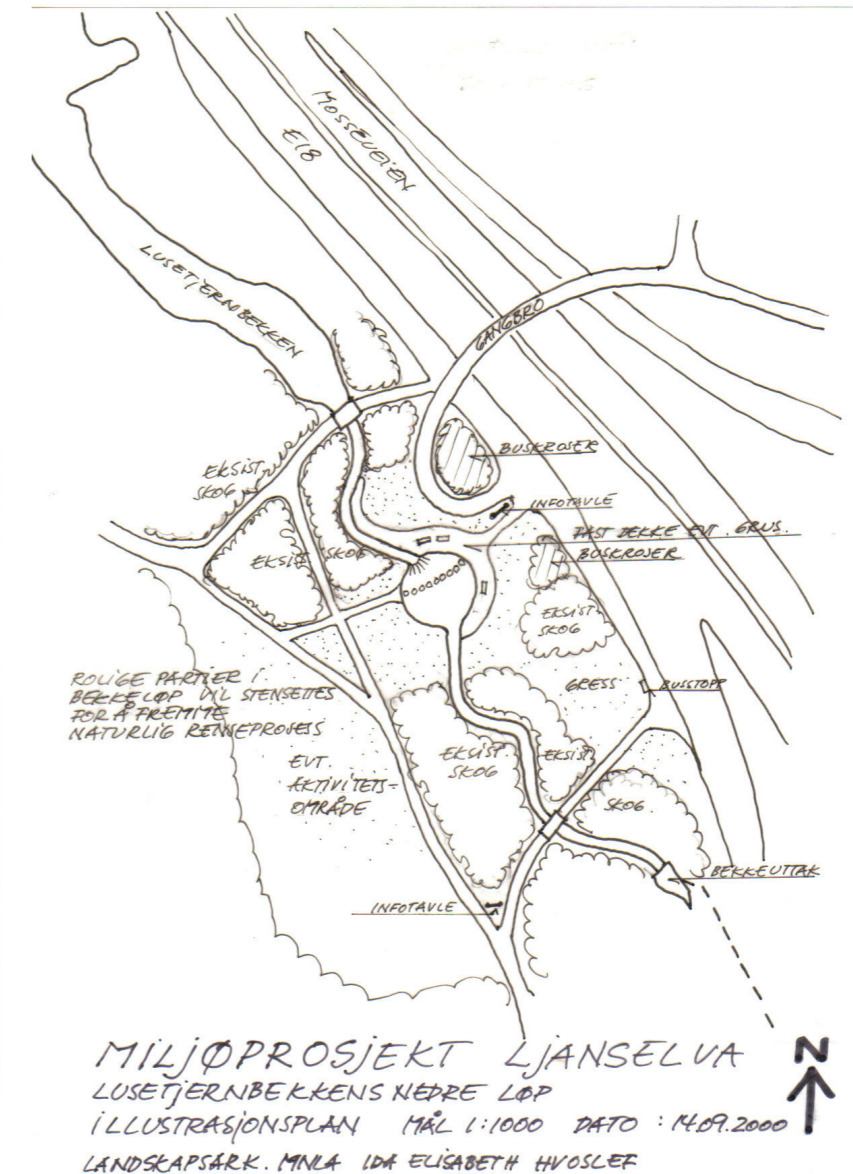 MOSSEVEIEN
E18
LUSETJERNBEKKEN
GANGBRO
BUSKROSER
EKSIST.
SKOG
INFOTAVLE
FAST DEKKE EVT. GRUS.
BUSKROSER
EKSIST SKOG
EKSIST
SKOG
ROLIGE PARTIER I
BEKKELØP VIL STENSETTES
FOR Å FREMME
NATURLIG RENSEPROSESS
GRESS
BUSSTOPP
EKSIST
SKOG
EKSIST
SKOG
EVT.
AKTIVITETS-
OMRÅDE
BEKKEUTTAK
INFOTAVLE
MILJØPROSJEKT LJANSELVA
LUSETJERNBEKKENS NEDRE LØP
ILLUSTRASJONSPLAN MÅL 1:1000 DATO : 14.09.2000
LANDSKAPSARK. MNLA IDA ELISABETH HVOSLEF
N